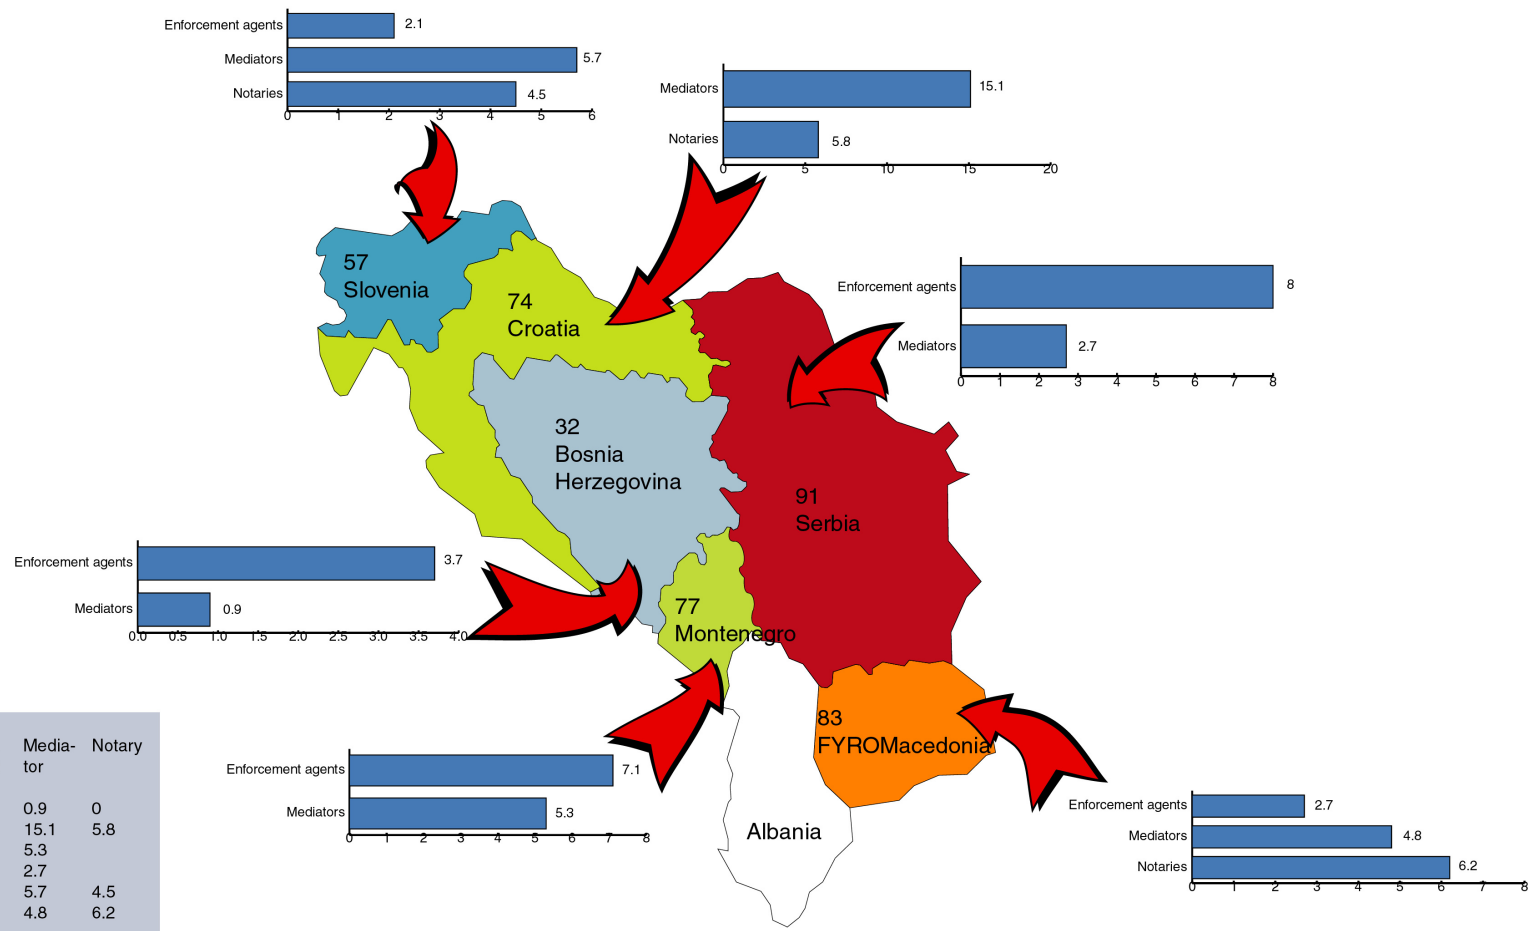 Enforcement agents 2.1
Mediators 5.7
Notaries 4.5
0 1 2 3 4 5 6
Mediators 15.1
Notaries 5.8
0 5 10 15 20
57
Slovenia
74
Croatia
Enforcement agents 8
Mediators 2.7
0 1 2 3 4 5 6 7 8
32
Bosnia
Herzegovina
91
Serbia
Enforcement agents 3.7
Mediators 0.9
0.0 0.5 1.0 1.5 2.0 2.5 3.0 3.5 4.0
77
Montenegro
83
FYROMacedonia
Enforcement agents 7.1
Mediators 5.3
0 1 2 3 4 5 6 7 8
Albania
Enforcement agents 2.7
Mediators 4.8
Notaries 6.2
0 1 2 3 4 5 6 7 8
Media- Notary
tor
0.9 0
15.1 5.8
5.3
2.7
5.7 4.5
4.8 6.2